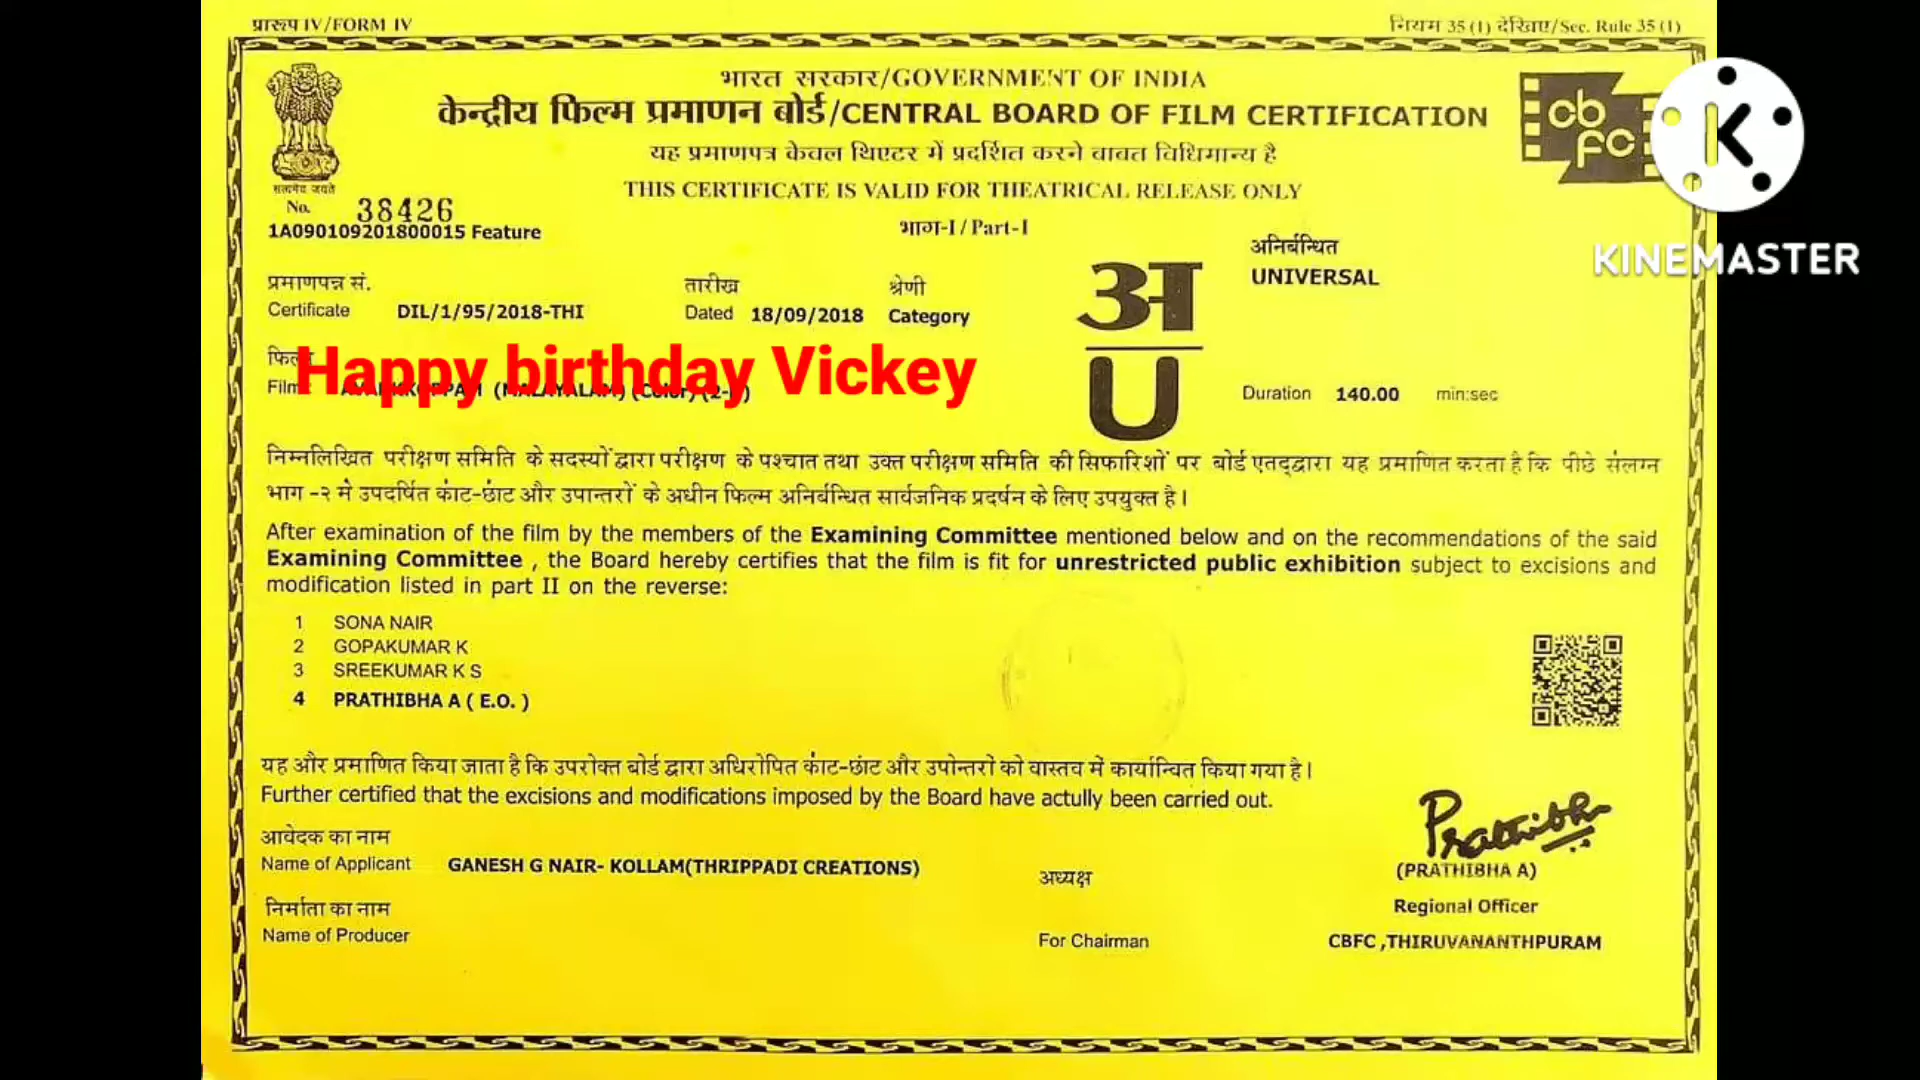 प्रारूप IV/FORM IV
नियम 35 (1) देखिए/Sec. Rule 35 (1)
भारत सरकार/GOVERNMENT OF INDIA
केन्द्रीय फिल्म प्रमाणन बोर्ड/CENTRAL BOARD OF FILM CERTIFICATION
cb
fc
K
KINEMASTER
यह प्रमाणपत्र केवल थिएटर में प्रदर्शित करने वावत विधिमान्य है
THIS CERTIFICATE IS VALID FOR THEATRICAL RELEASE ONLY
सत्यमेव जयते
No. 38426
1A090109201800015 Feature
भाग-I / Part-I
अनिर्बन्धित
UNIVERSAL
प्रमाणपत्र सं.
Certificate DIL/1/95/2018-THI
तारीख
Dated 18/09/2018
श्रेणी
Category
अ
U
Happy birthday Vickey
Film (MALAYALAM) (Color)
Duration 140.00 min:sec
निम्नलिखित परीक्षण समिति के सदस्यों द्वारा परीक्षण के पश्चात तथा उक्त परीक्षण समिति की सिफारिशों पर बोर्ड एतद्द्वारा यह प्रमाणित करता है कि पीछे संलग्न
भाग -२ मे उपदर्षित कांट-छांट और उपान्तरों के अधीन फिल्म अनिर्बन्धित सार्वजनिक प्रदर्षन के लिए उपयुक्त है।
After examination of the film by the members of the Examining Committee mentioned below and on the recommendations of the said
Examining Committee , the Board hereby certifies that the film is fit for unrestricted public exhibition subject to excisions and
modification listed in part II on the reverse:
1 SONA NAIR
2 GOPAKUMAR K
3 SREEKUMAR K S
4 PRATHIBHA A ( E.O. )
यह और प्रमाणित किया जाता है कि उपरोक्त बोर्ड द्वारा अधिरोपित कांट-छांट और उपोन्तरों को वास्तव में कार्यान्वित किया गया है।
Further certified that the excisions and modifications imposed by the Board have actully been carried out.
आवेदक का नाम
Name of Applicant GANESH G NAIR- KOLLAM(THRIPPADI CREATIONS)
निर्माता का नाम
Name of Producer
अध्यक्ष
For Chairman
Prathibha
(PRATHIBHA A)
Regional Officer
CBFC ,THIRUVANANTHPURAM